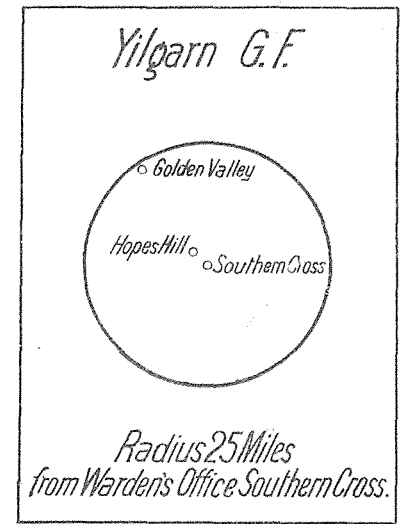 Yilgarn G.F.
Golden Valley
Hopes Hill
Southern Cross
Radius 25 Miles
from Warden's Office Southern Cross.